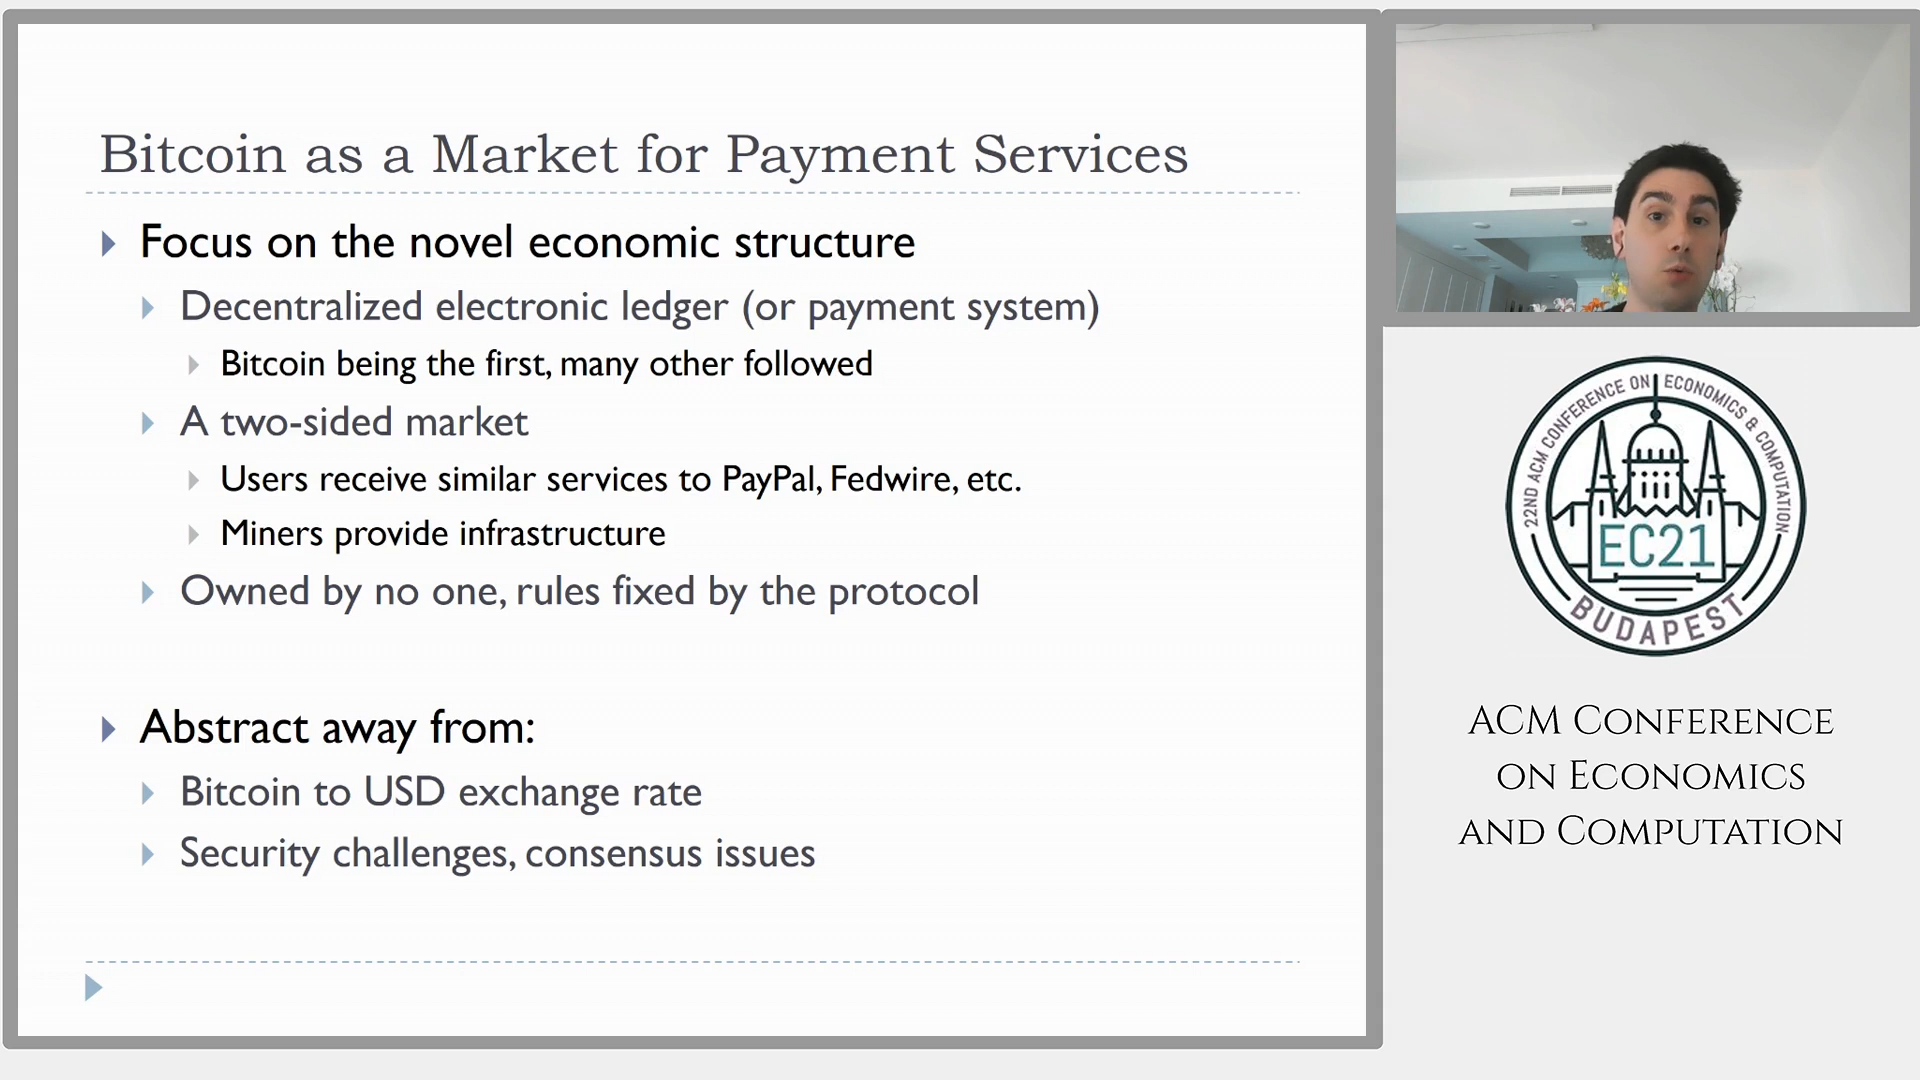 Bitcoin as a Market for Payment Services
Focus on the novel economic structure
Decentralized electronic ledger (or payment system)
Bitcoin being the first, many other followed
A two-sided market
Users receive similar services to PayPal, Fedwire, etc.
Miners provide infrastructure
Owned by no one, rules fixed by the protocol
Abstract away from:
Bitcoin to USD exchange rate
Security challenges, consensus issues
22ND ACM CONFERENCE ON ECONOMICS & COMPUTATION
EC21
BUDAPEST
ACM CONFERENCE
ON ECONOMICS
AND COMPUTATION